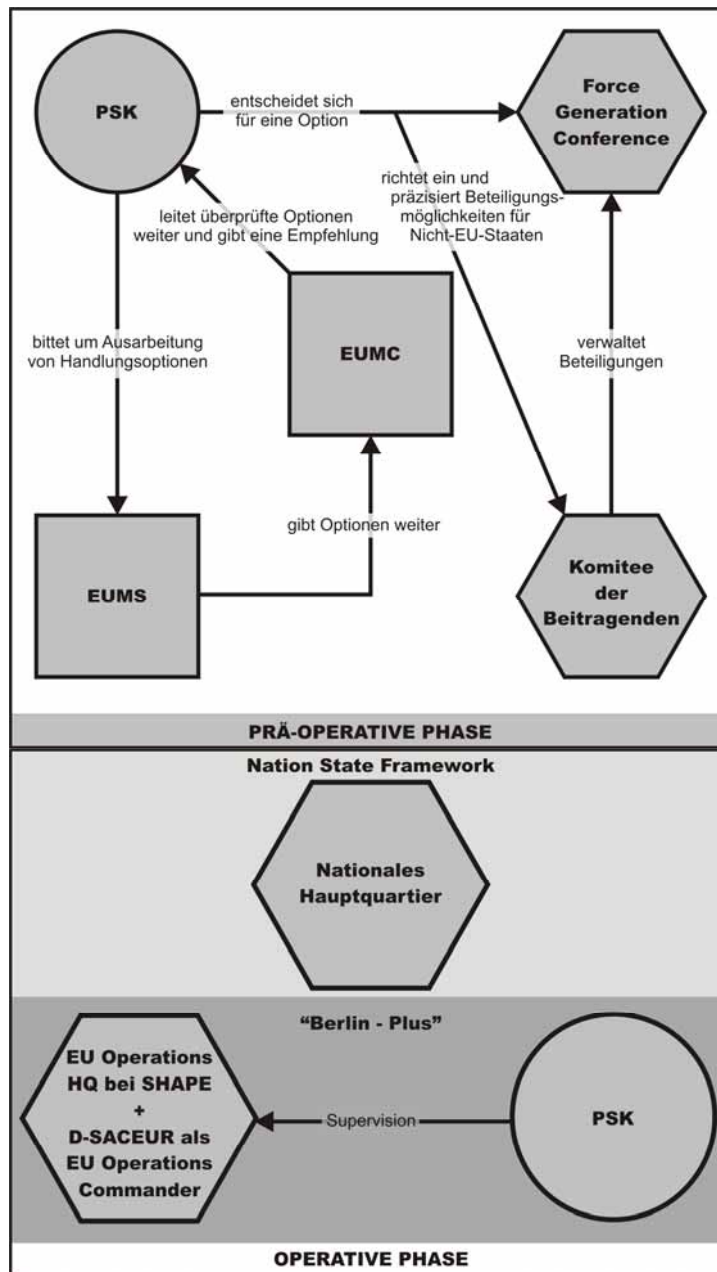 PSK
entscheidet sich
für eine Option
Force
Generation
Conference
richtet ein und
präzisiert Beteiligungs-
möglichkeiten für
Nicht-EU-Staaten
leitet überprüfte Optionen
weiter und gibt eine Empfehlung
bittet um Ausarbeitung
von Handlungsoptionen
EUMC
verwaltet
Beteiligungen
gibt Optionen weiter
EUMS
Komitee
der
Beitragenden
PRÄ-OPERATIVE PHASE
Nation State Framework
Nationales
Hauptquartier
"Berlin - Plus"
EU Operations
HQ bei SHAPE
+
D-SACEUR als
EU Operations
Commander
Supervision
PSK
OPERATIVE PHASE